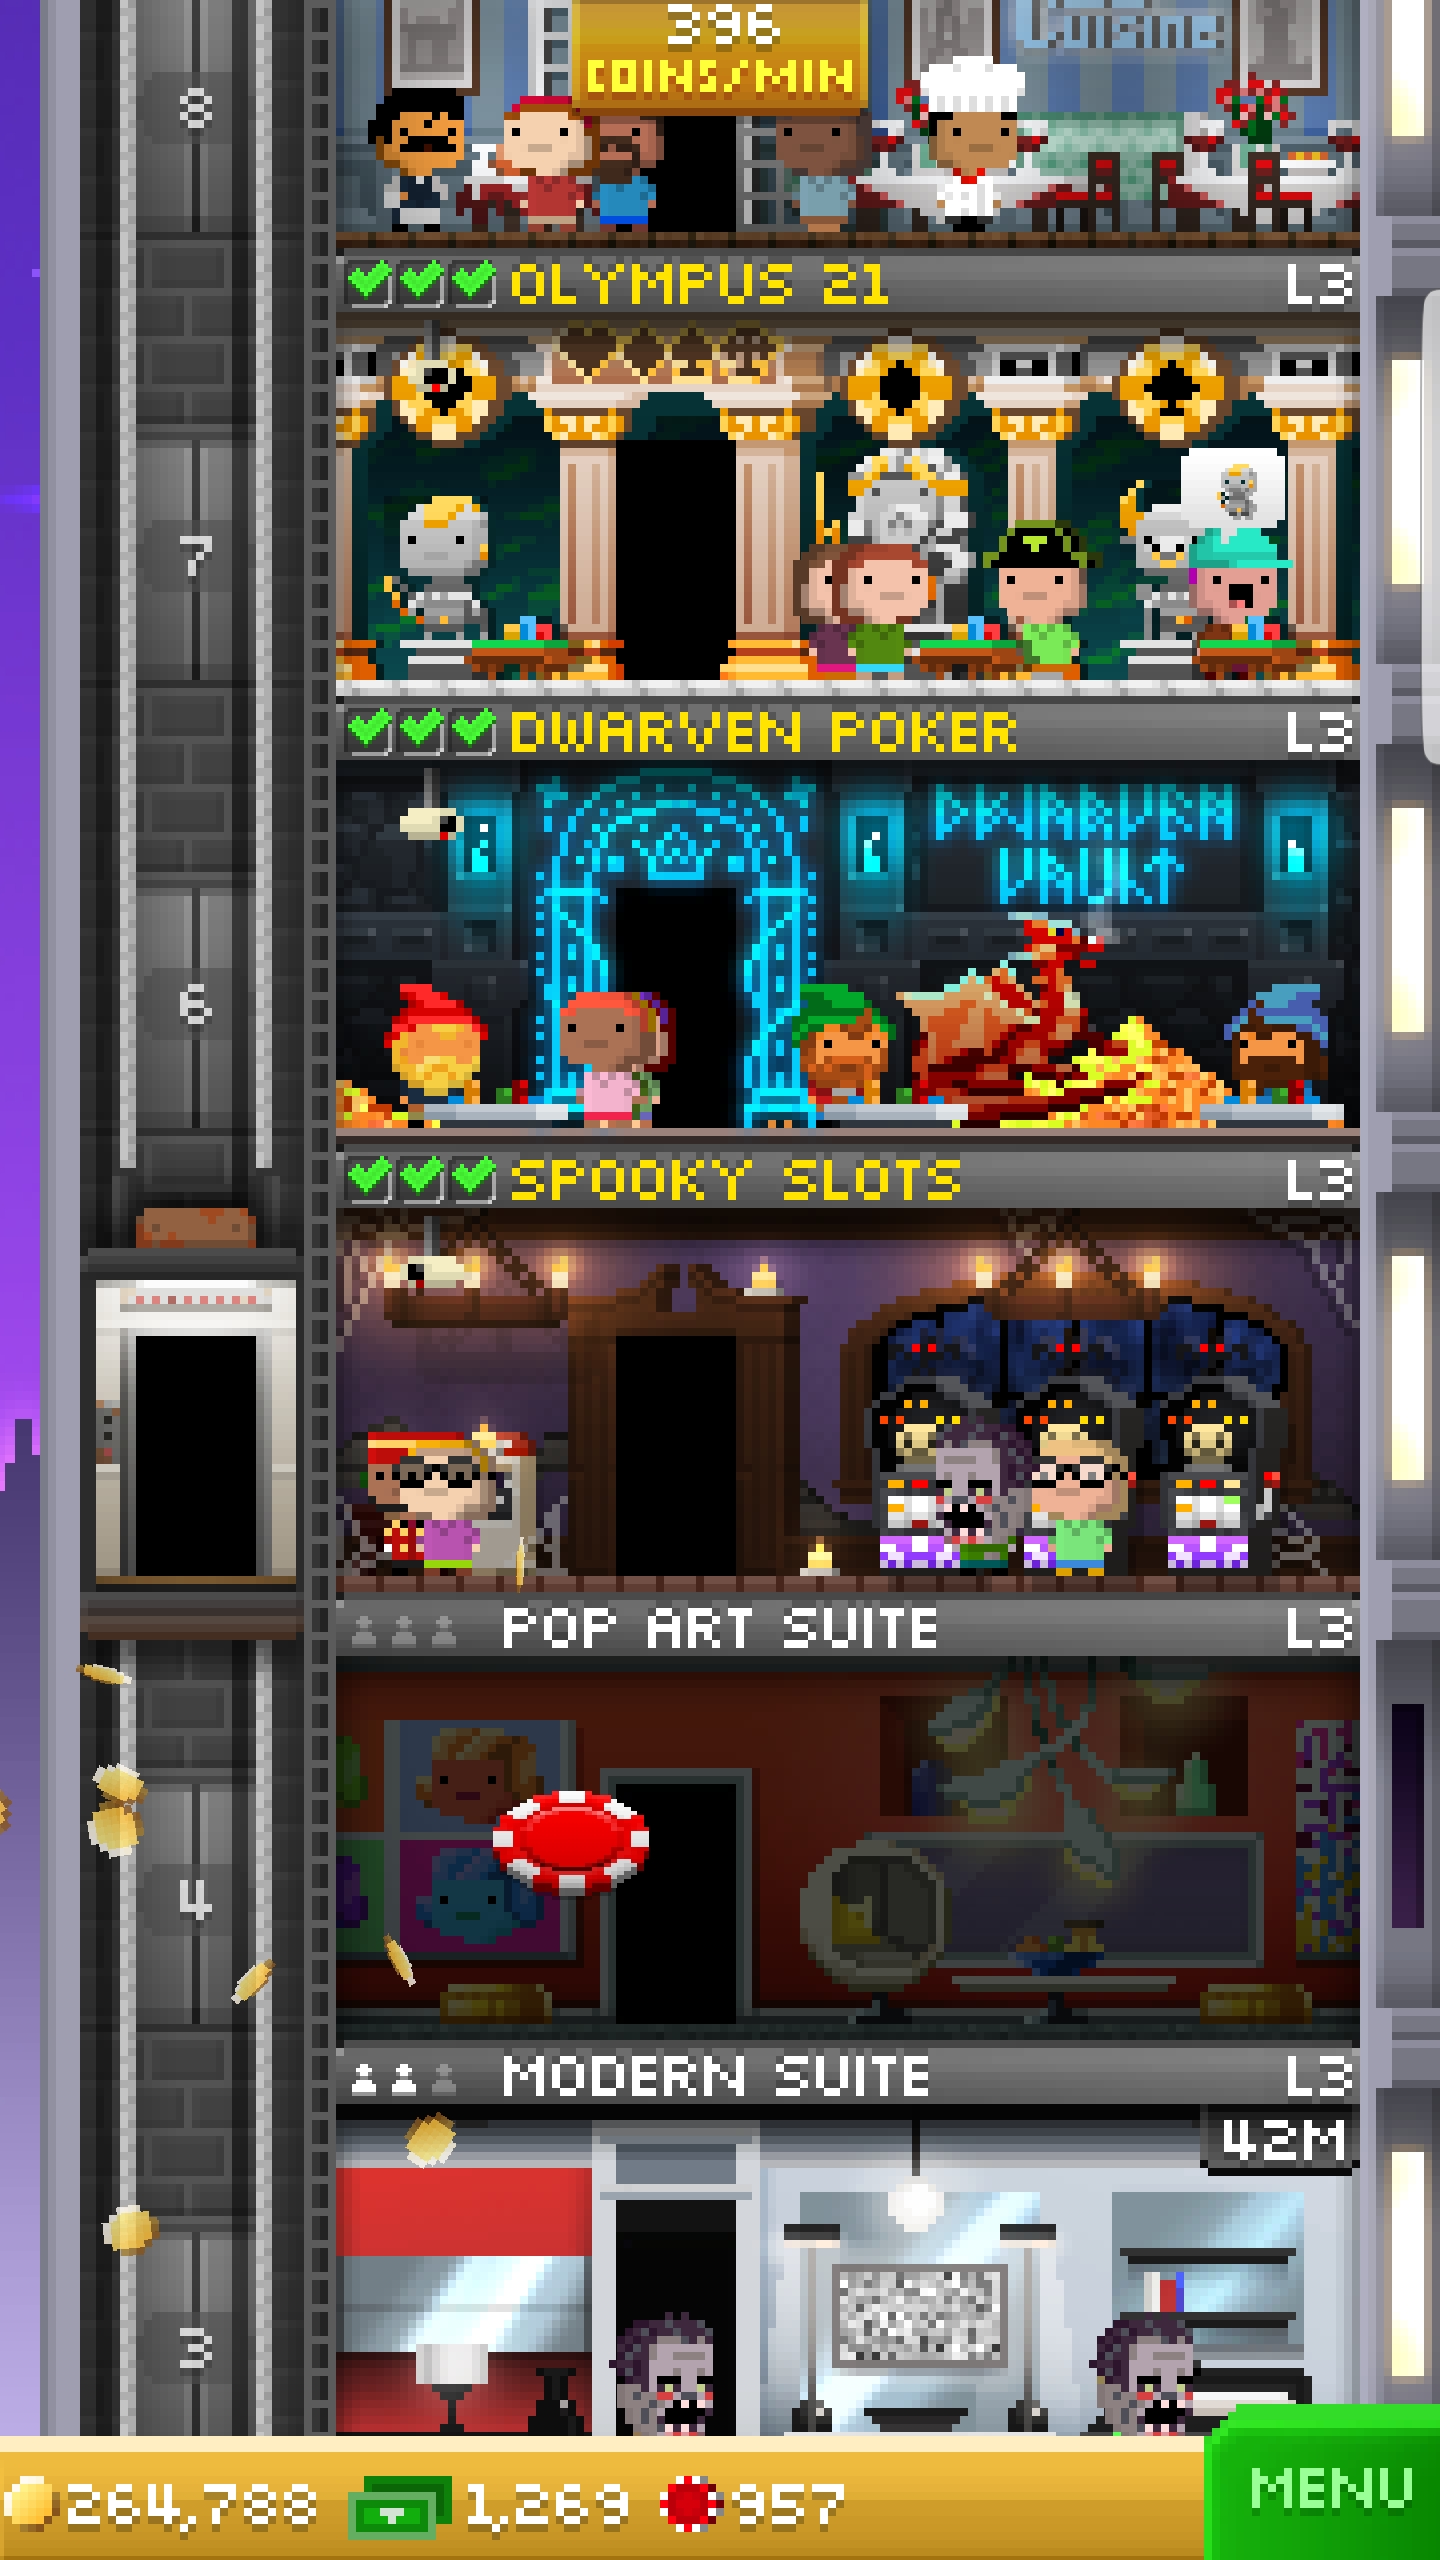 396
COINS/MIN
Cuisine
8
OLYMPUS 21 L3
7
DWARVEN POKER L3
DWARVEN
VAULT
6
SPOOKY SLOTS L3
POP ART SUITE L3
4
MODERN SUITE L3
42M
3
264,788 1,269 957
MENU